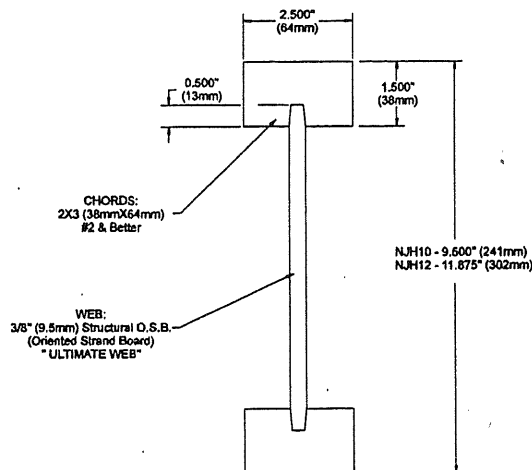 2.500"
(64mm)
0.500"
(13mm)
1.500"
(38mm)
CHORDS:
2X3 (38mmX64mm)
#2 & Better
NJH10 - 9.500" (241mm)
NJH12 - 11.875" (302mm)
WEB:
3/8" (9.5mm) Structural O.S.B.
(Oriented Strand Board)
" ULTIMATE WEB"